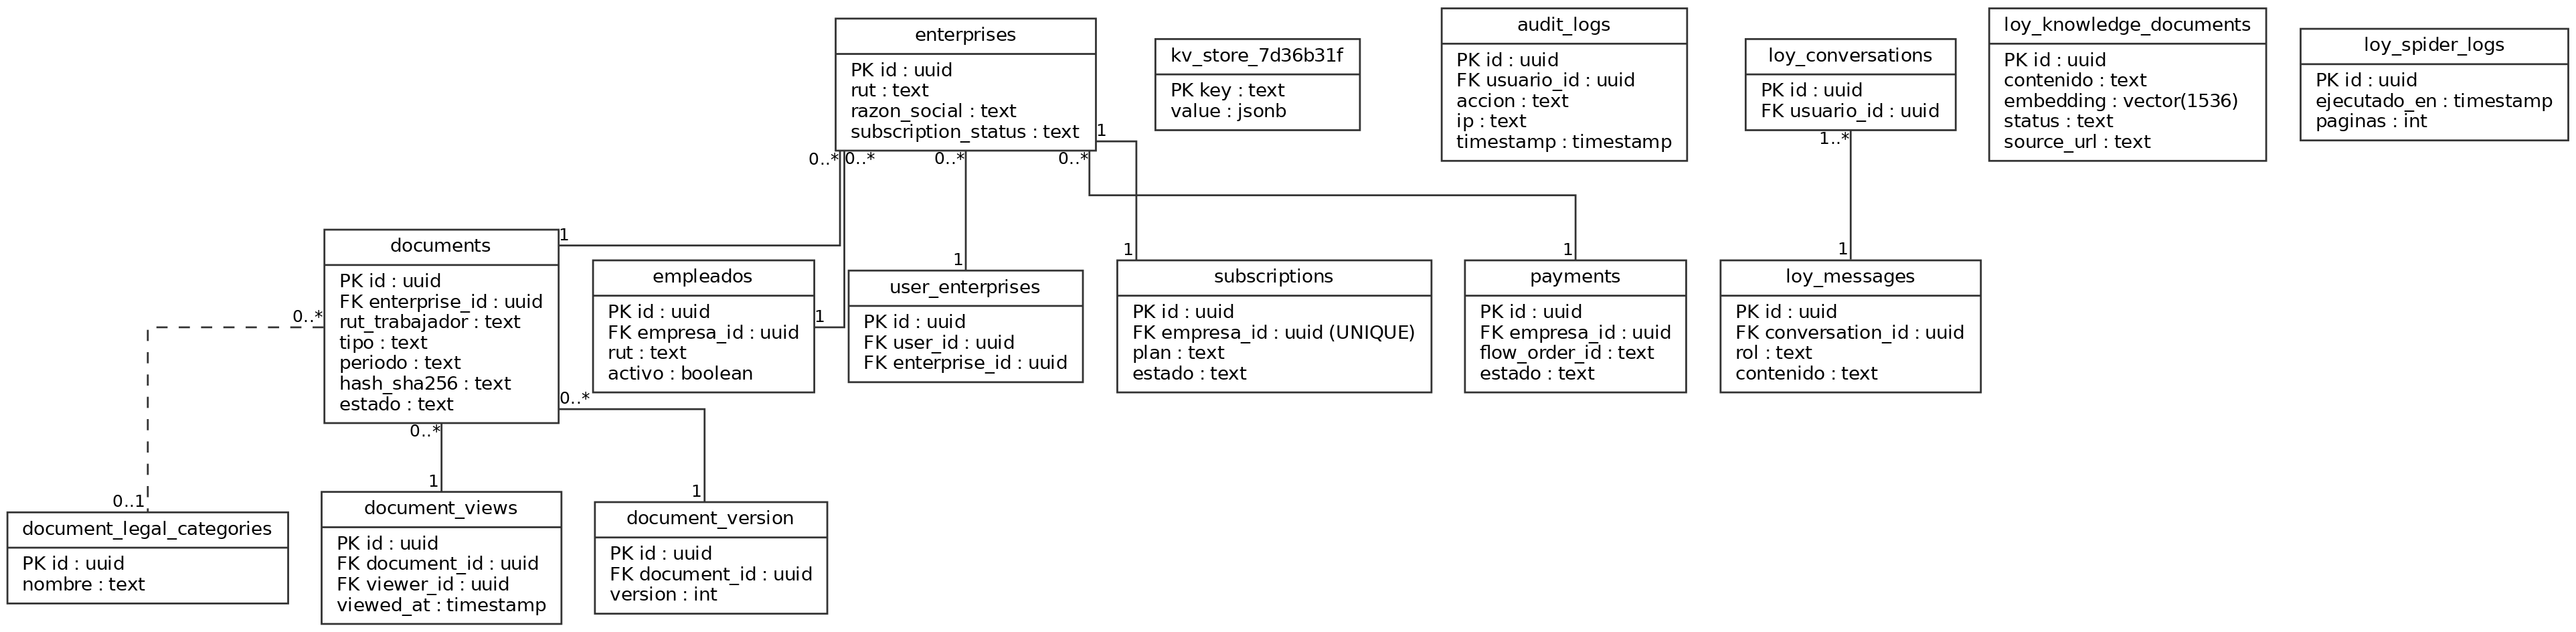 enterprises
PK id : uuid
rut : text
razon_social : text
subscription_status : text
kv_store_7d36b31f
PK key : text
value : jsonb
audit_logs
PK id : uuid
FK usuario_id : uuid
accion : text
ip : text
timestamp : timestamp
loy_conversations
PK id : uuid
FK usuario_id : uuid
loy_knowledge_documents
PK id : uuid
contenido : text
embedding : vector(1536)
status : text
source_url : text
loy_spider_logs
PK id : uuid
ejecutado_en : timestamp
paginas : int
1
0..*
0..*
0..*
0..*
1..*
1
1
1
1
1
1
documents
PK id : uuid
FK enterprise_id : uuid
rut_trabajador : text
tipo : text
periodo : text
hash_sha256 : text
estado : text
empleados
PK id : uuid
FK empresa_id : uuid
rut : text
activo : boolean
user_enterprises
PK id : uuid
FK user_id : uuid
FK enterprise_id : uuid
subscriptions
PK id : uuid
FK empresa_id : uuid (UNIQUE)
plan : text
estado : text
payments
PK id : uuid
FK empresa_id : uuid
flow_order_id : text
estado : text
loy_messages
PK id : uuid
FK conversation_id : uuid
rol : text
contenido : text
0..*
0..*
0..*
0..1
1
1
document_legal_categories
PK id : uuid
nombre : text
document_views
PK id : uuid
FK document_id : uuid
FK viewer_id : uuid
viewed_at : timestamp
document_version
PK id : uuid
FK document_id : uuid
version : int